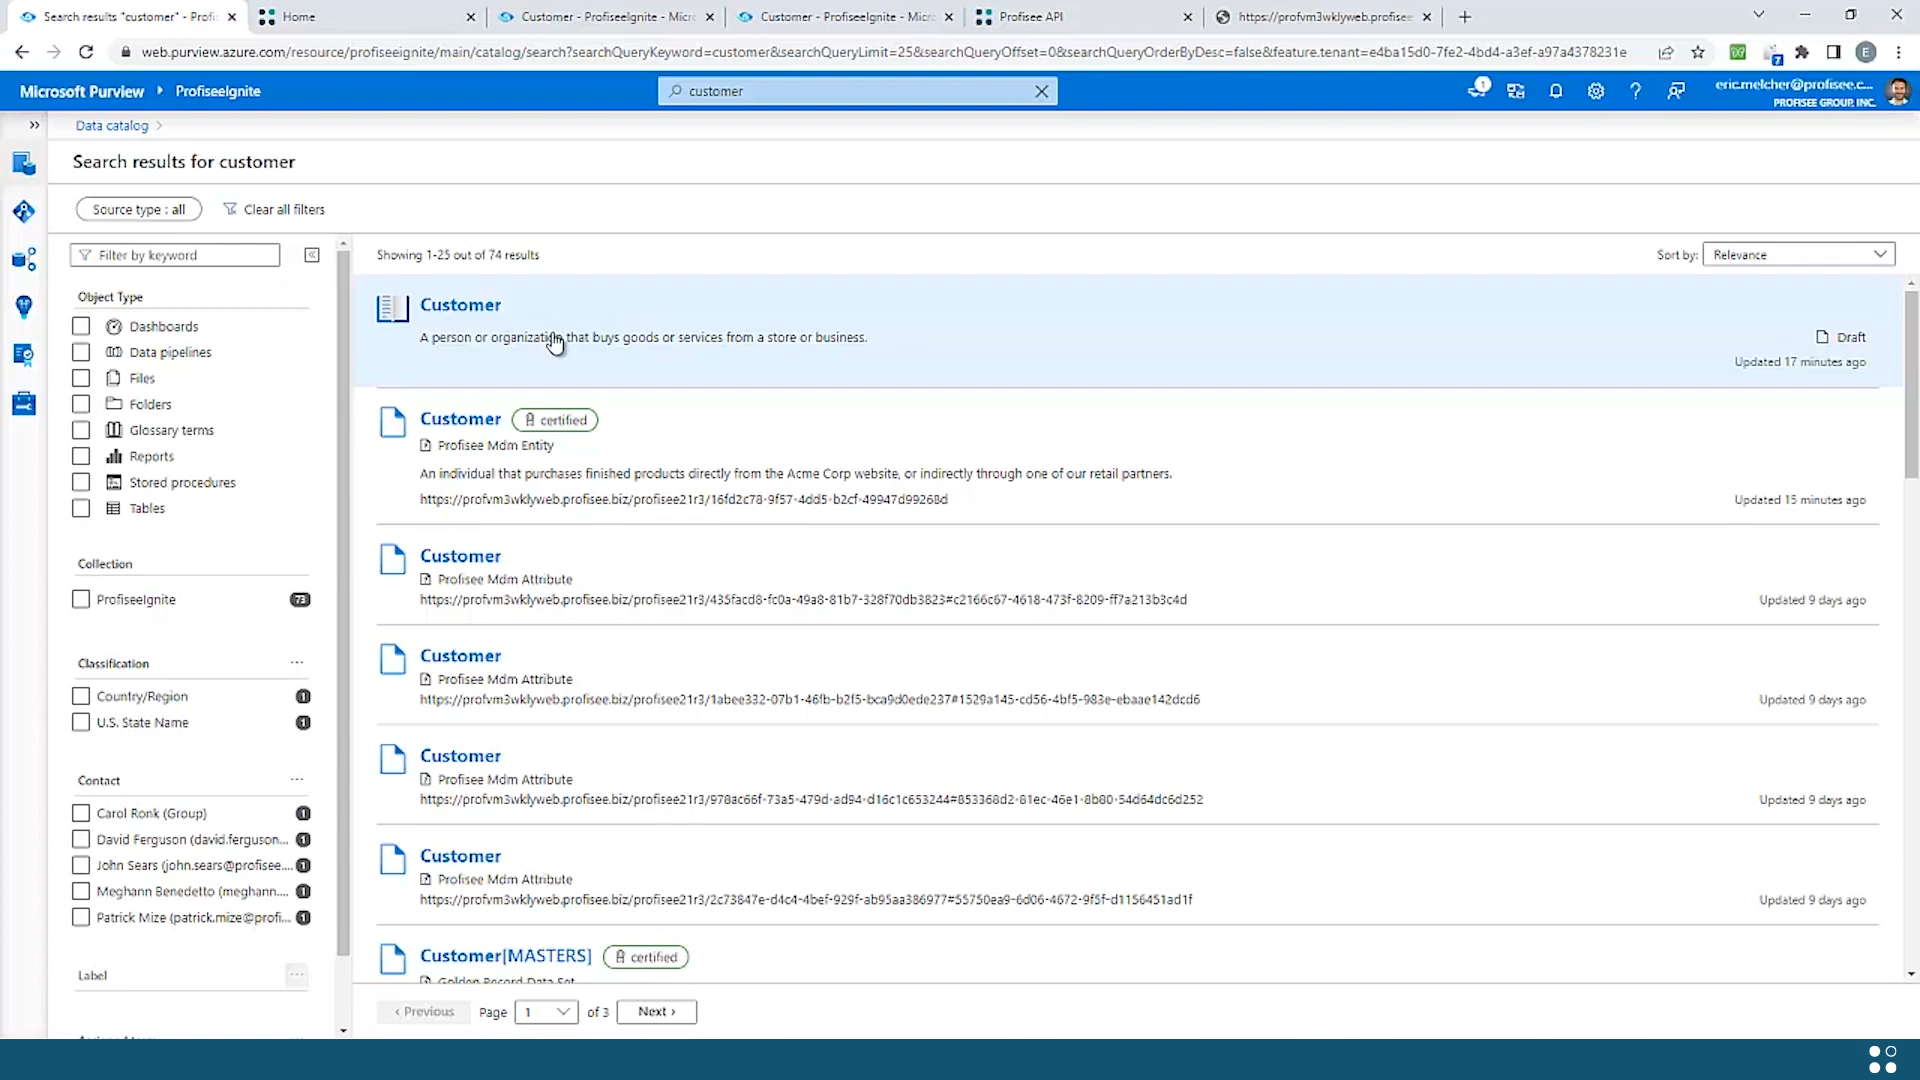 Search results "customer" - Profi
Home
Customer - ProfiseeIgnite - Micr
Customer - ProfiseeIgnite - Micr
Profisee API
https://profvm3wklyweb.profisee
web.purview.azure.com/resource/profiseeignite/main/catalog/search?searchQueryKeyword=customer&searchQueryLimit=25&searchQueryOffset=0&searchQueryOrderByDesc=false&feature.tenant=e4ba15d0-7fe2-4bd4-a3ef-a97a4378231e
7
E
Microsoft Purview
ProfiseeIgnite
customer
1
eric.melcher@profisee.c...
PROFISEE GROUP, INC.
Data catalog
Search results for customer
Source type : all
Clear all filters
Filter by keyword
Object Type
Dashboards
Data pipelines
Files
Folders
Glossary terms
Reports
Stored procedures
Tables
Collection
ProfiseeIgnite 73
Classification ...
Country/Region 1
U.S. State Name 1
Contact ...
Carol Ronk (Group) 1
David Ferguson (david.ferguson... 1
John Sears (john.sears@profisee.... 1
Meghann Benedetto (meghann.... 1
Patrick Mize (patrick.mize@profi... 1
Label ...
Showing 1-25 out of 74 results
Sort by: Relevance
Customer
A person or organization that buys goods or services from a store or business.
Draft
Updated 17 minutes ago
Customer certified
Profisee Mdm Entity
An individual that purchases finished products directly from the Acme Corp website, or indirectly through one of our retail partners.
https://profvm3wklyweb.profisee.biz/profisee21r3/16fd2c78-9f57-4dd5-b2cf-49947d99268d
Updated 15 minutes ago
Customer
Profisee Mdm Attribute
https://profvm3wklyweb.profisee.biz/profisee21r3/435facd8-fc0a-49a8-81b7-328f70db3823#c2166c67-4618-473f-8209-ff7a213b3c4d
Updated 9 days ago
Customer
Profisee Mdm Attribute
https://profvm3wklyweb.profisee.biz/profisee21r3/1abee332-07b1-46fb-b2f5-bca9d0ede237#1529a145-cd56-4bf5-983e-ebaae142dcd6
Updated 9 days ago
Customer
Profisee Mdm Attribute
https://profvm3wklyweb.profisee.biz/profisee21r3/978ac66f-73a5-479d-ad94-d16c1c653244#853368d2-81ec-46e1-8b80-54d64dc6d252
Updated 9 days ago
Customer
Profisee Mdm Attribute
https://profvm3wklyweb.profisee.biz/profisee21r3/2c73847e-d4c4-4bef-929f-ab95aa386977#55750ea9-6d06-4672-9f5f-d1156451ad1f
Updated 9 days ago
Customer[MASTERS] certified
Golden Record Data Set
‹ Previous Page 1 of 3 Next ›